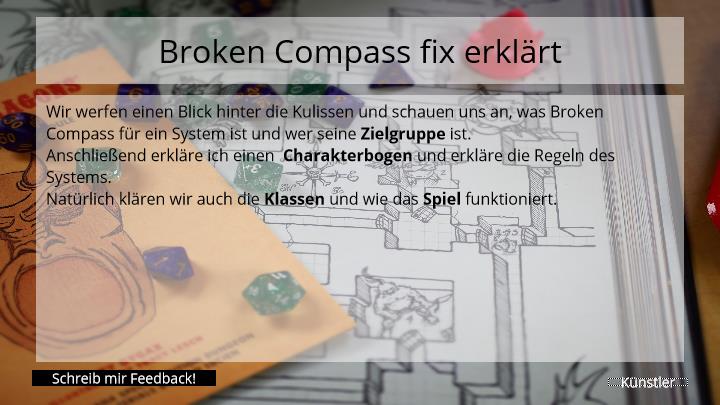 Broken Compass fix erklärt
Wir werfen einen Blick hinter die Kulissen und schauen uns an, was Broken
Compass für ein System ist und wer seine Zielgruppe ist.
Anschließend erkläre ich einen Charakterbogen und erkläre die Regeln des
Systems.
Natürlich klären wir auch die Klassen und wie das Spiel funktioniert.
Schreib mir Feedback!
Künstler